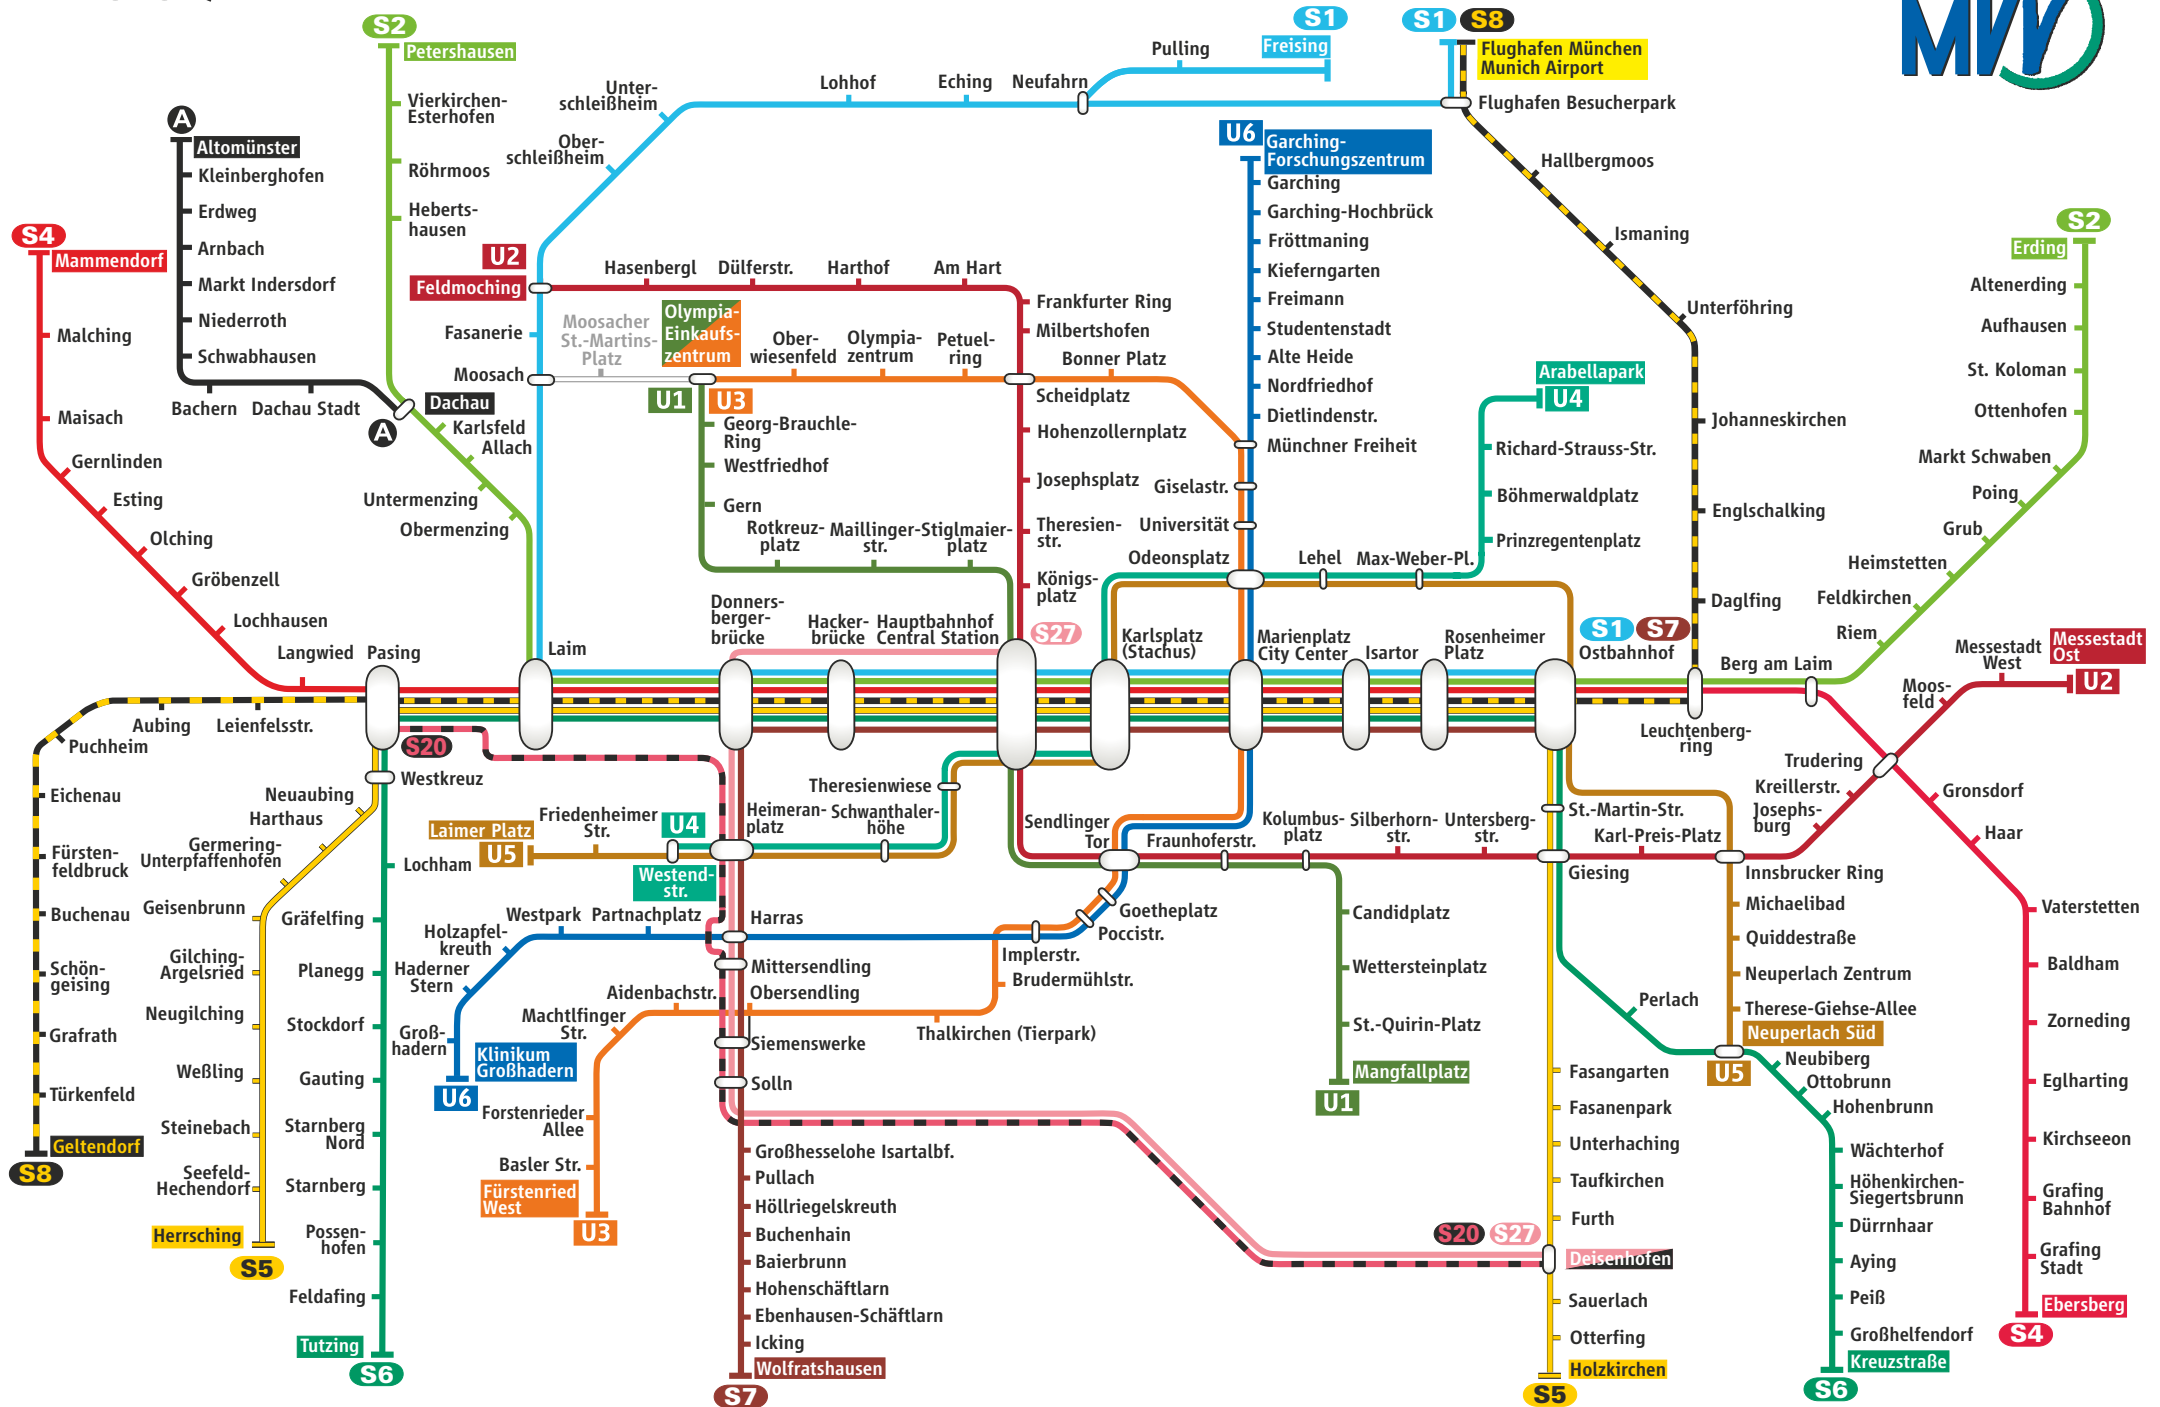 S2
Petershausen
Vierkirchen-
Esterhofen
Röhrmoos
Heberts-
hausen
A
Altomünster
Kleinberghofen
Erdweg
Arnbach
Markt Indersdorf
Niederroth
Schwabhausen
Bachern
Dachau Stadt
A
Dachau
Karlsfeld
Allach
Untermenzing
Obermenzing
S4
Mammendorf
Malching
Maisach
Gernlinden
Esting
Olching
Gröbenzell
Lochhausen
Langwied
Pasing
S1
Freising
Pulling
Neufahrn
Eching
Lohhof
Unter-
schleißheim
Ober-
schleißheim
S1
S8
Flughafen München
Munich Airport
Flughafen Besucherpark
Hallbergmoos
Ismaning
Unterföhring
Johanneskirchen
Englschalking
Daglfing
MVV
U6
Garching-
Forschungszentrum
Garching
Garching-Hochbrück
Fröttmaning
Kieferngarten
Freimann
Studentenstadt
Alte Heide
Nordfriedhof
Dietlindenstr.
Münchner Freiheit
Giselastr.
Universität
Odeonsplatz
U2
Feldmoching
Hasenbergl
Dülferstr.
Harthof
Am Hart
Frankfurter Ring
Milbertshofen
Fasanerie
Moosacher
St.-Martins-
Platz
Moosach
Olympia-
Einkaufs-
zentrum
Ober-
wiesenfeld
Olympia-
zentrum
Petuel-
ring
Bonner Platz
Scheidplatz
U1
U3
Georg-Brauchle-
Ring
Westfriedhof
Gern
Rotkreuz-
platz
Maillinger-
str.
Stiglmaier-
platz
Hohenzollernplatz
Josephsplatz
Theresien-
str.
Königs-
platz
Arabellapark
U4
Richard-Strauss-Str.
Böhmerwaldplatz
Prinzregentenplatz
Lehel
Max-Weber-Pl.
S2
Erding
Altenerding
Aufhausen
St. Koloman
Ottenhofen
Markt Schwaben
Poing
Grub
Heimstetten
Feldkirchen
Riem
Berg am Laim
Laim
Donners-
berger-
brücke
Hacker-
brücke
Hauptbahnhof
Central Station
S27
Karlsplatz
(Stachus)
Marienplatz
City Center
Isartor
Rosenheimer
Platz
S1
S7
Ostbahnhof
Leuchtenberg-
ring
Messestadt
West
Messestadt
Ost
U2
Moos-
feld
Trudering
Kreillerstr.
Josephs-
burg
Gronsdorf
Haar
Vaterstetten
Baldham
Zorneding
Eglharting
Kirchseeon
Grafing
Bahnhof
Grafing
Stadt
Ebersberg
S4
Aubing
Leienfelsstr.
Puchheim
Eichenau
Fürsten-
feldbruck
Buchenau
Schön-
geising
Grafrath
Türkenfeld
Geltendorf
S8
S20
Westkreuz
Neuaubing
Harthaus
Germering-
Unterpfaffenhofen
Geisenbrunn
Gilching-
Argelsried
Neugilching
Weßling
Steinebach
Seefeld-
Hechendorf
Herrsching
S5
Lochham
Gräfelfing
Planegg
Stockdorf
Gauting
Starnberg
Nord
Starnberg
Possen-
hofen
Feldafing
Tutzing
S6
Laimer Platz
U5
Friedenheimer
Str.
U4
Westend-
str.
Heimeran-
platz
Schwanthaler-
höhe
Theresienwiese
Sendlinger
Tor
Fraunhoferstr.
Kolumbus-
platz
Silberhorn-
str.
Untersberg-
str.
St.-Martin-Str.
Karl-Preis-Platz
Giesing
Innsbrucker Ring
Michaelibad
Quiddestraße
Neuperlach Zentrum
Therese-Giehse-Allee
Neuperlach Süd
U5
Perlach
Neubiberg
Ottobrunn
Hohenbrunn
Wächterhof
Höhenkirchen-
Siegertsbrunn
Dürrnhaar
Aying
Peiß
Großhelfendorf
Kreuzstraße
S6
Candidplatz
Wettersteinplatz
St.-Quirin-Platz
Mangfallplatz
U1
Goetheplatz
Poccistr.
Implerstr.
Brudermühlstr.
Thalkirchen (Tierpark)
Harras
Partnachplatz
Westpark
Holzapfel-
kreuth
Haderner
Stern
Groß-
hadern
Klinikum
Großhadern
U6
Mittersendling
Obersendling
Aidenbachstr.
Machtlfinger
Str.
Forstenrieder
Allee
Basler Str.
Fürstenried
West
U3
Siemenswerke
Solln
Großhesselohe Isartalbf.
Pullach
Höllriegelskreuth
Buchenhain
Baierbrunn
Hohenschäftlarn
Ebenhausen-Schäftlarn
Icking
Wolfratshausen
S7
Fasangarten
Fasanenpark
Unterhaching
Taufkirchen
Furth
S20
S27
Deisenhofen
Sauerlach
Otterfing
Holzkirchen
S5